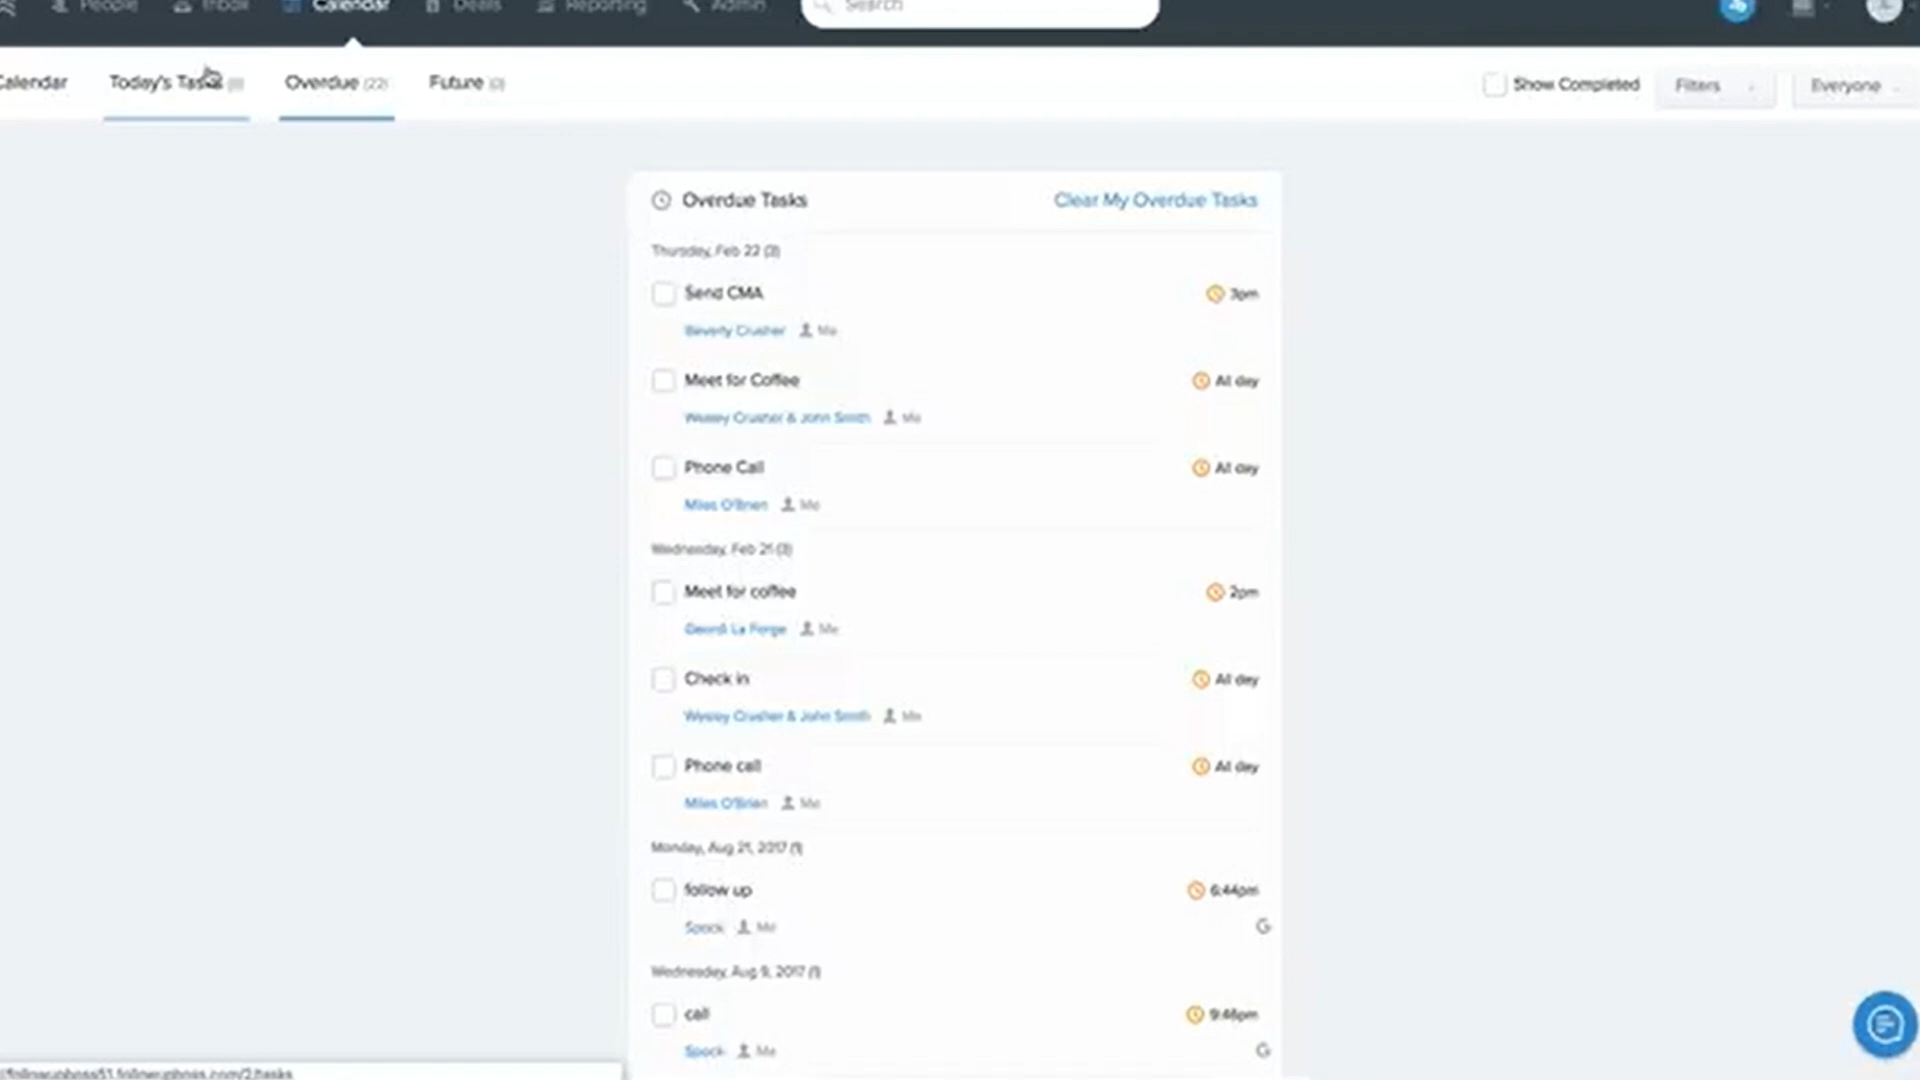 People Inbox Calendar Deals Reporting Admin Search
Calendar Today's Tasks Overdue (22) Future (0) Show Completed Filters Everyone
Overdue Tasks Clear My Overdue Tasks
Thursday, Feb 22 (3)
Send CMA 3pm
Beverly Crusher Me
Meet for Coffee All day
Wesley Crusher & John Smith Me
Phone Call All day
Miles O'Brien Me
Wednesday, Feb 21 (3)
Meet for coffee 2pm
Geordi La Forge Me
Check in All day
Wesley Crusher & John Smith Me
Phone call All day
Miles O'Brien Me
Monday, Aug 21, 2017 (1)
follow up 6:44pm
Spock Me G
Wednesday, Aug 9, 2017 (1)
call 9:46pm
Spock Me G